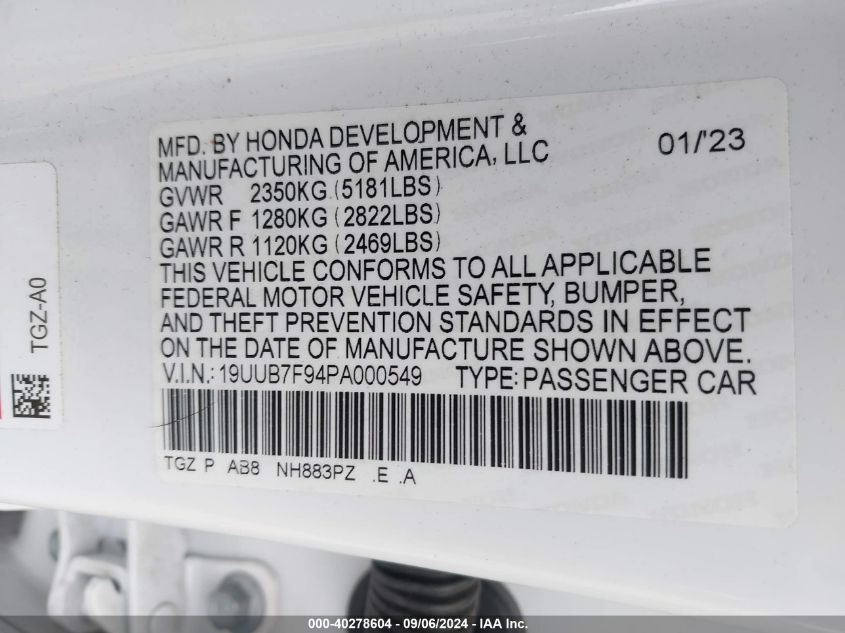 MFD. BY HONDA DEVELOPMENT &
MANUFACTURING OF AMERICA, LLC
01/'23
GVWR 2350KG (5181LBS)
GAWR F 1280KG (2822LBS)
GAWR R 1120KG (2469LBS)
THIS VEHICLE CONFORMS TO ALL APPLICABLE
FEDERAL MOTOR VEHICLE SAFETY, BUMPER,
AND THEFT PREVENTION STANDARDS IN EFFECT
ON THE DATE OF MANUFACTURE SHOWN ABOVE.
V.I.N.: 19UUB7F94PA000549 TYPE: PASSENGER CAR
TGZ P AB8 NH883PZ .E .A
TGZ-A0
000-40278604 - 09/06/2024 - IAA Inc.